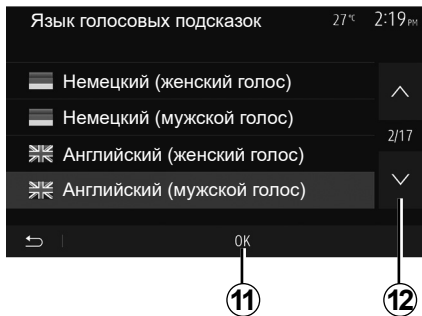 Язык голосовых подсказок 27°C 2:19PM
Немецкий (женский голос)
Немецкий (мужской голос)
2/17
Английский (женский голос)
Английский (мужской голос)
OK
11 12